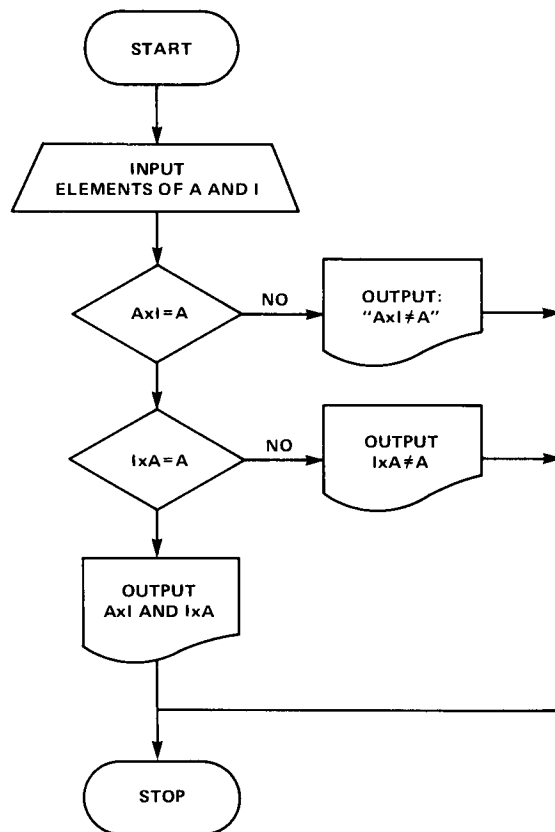 START
INPUT
ELEMENTS OF A AND I
AxI=A
NO
OUTPUT:
"AxI≠A"
IxA=A
NO
OUTPUT
IxA≠A
OUTPUT
AxI AND IxA
STOP